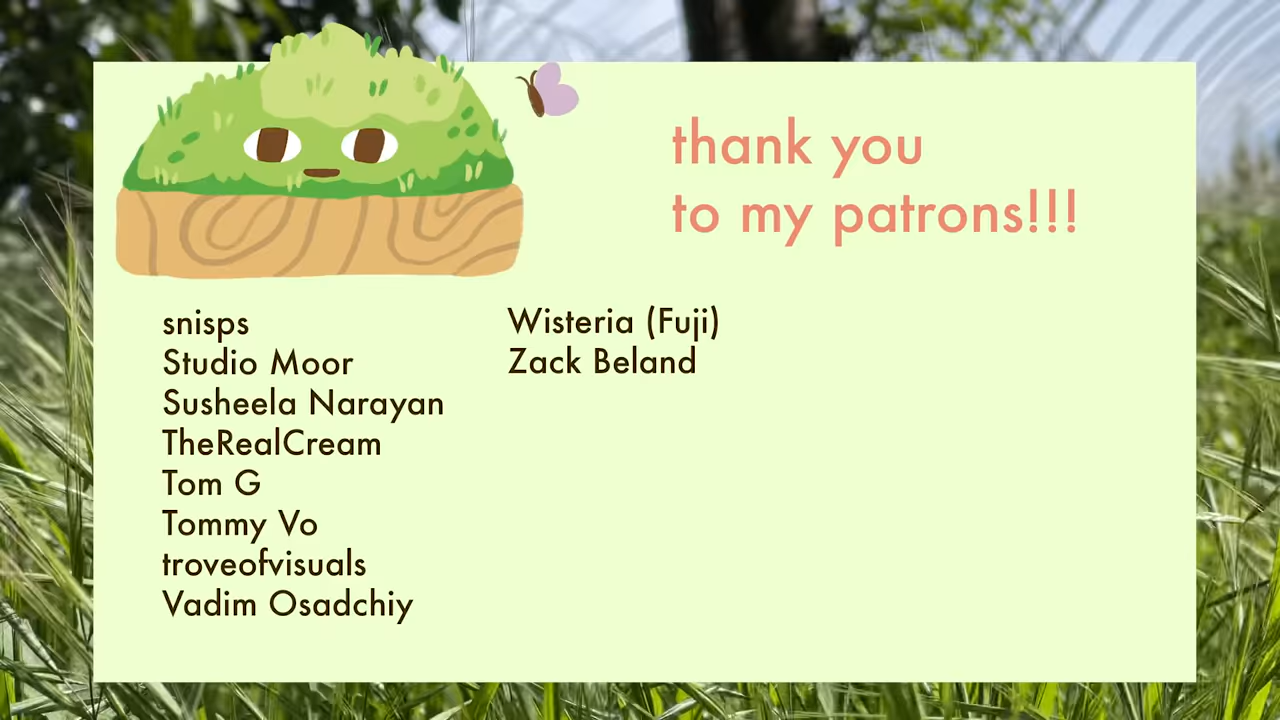 thank you
to my patrons!!!
snisps
Studio Moor
Susheela Narayan
TheRealCream
Tom G
Tommy Vo
troveofvisuals
Vadim Osadchiy
Wisteria (Fuji)
Zack Beland